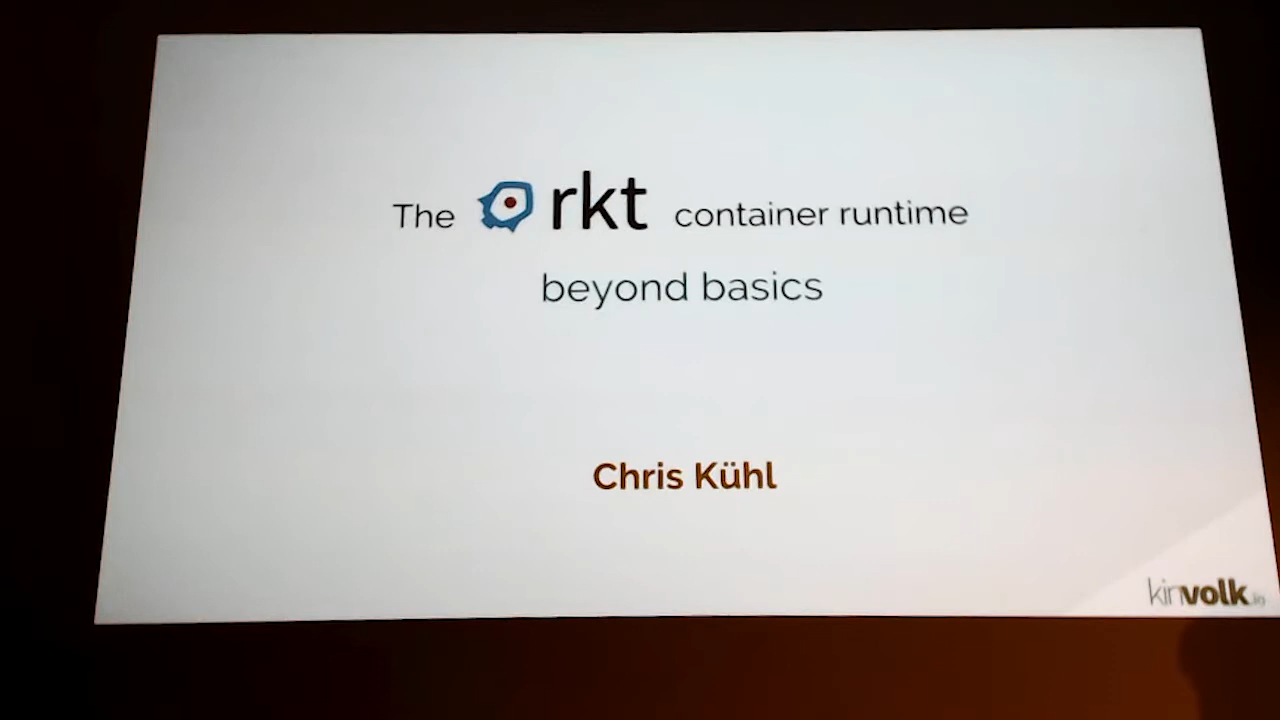 The rkt container runtime
beyond basics
Chris Kühl
kinvolk.io